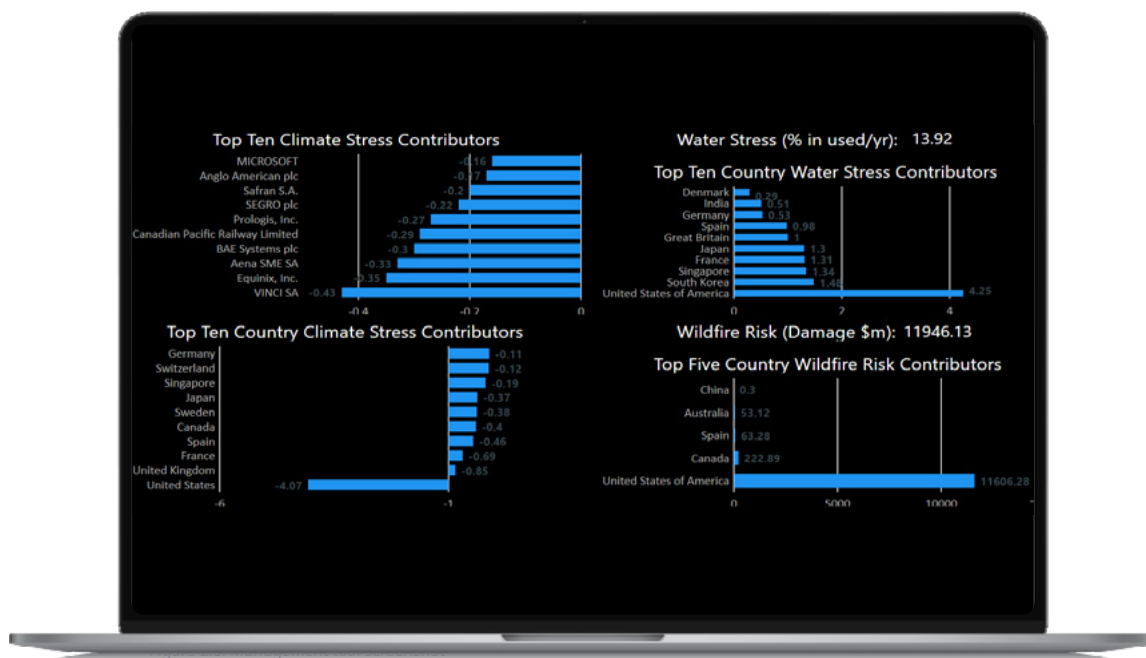 Top Ten Climate Stress Contributors
MICROSOFT -0.16
Anglo American plc -0.17
Safran S.A. -0.2
SEGRO plc -0.22
Prologis, Inc. -0.27
Canadian Pacific Railway Limited -0.29
BAE Systems plc -0.3
Aena SME SA -0.33
Equinix, Inc. -0.35
VINCI SA -0.43
-0.4 -0.2 0
Top Ten Country Climate Stress Contributors
Germany -0.11
Switzerland -0.12
Singapore -0.19
Japan -0.37
Sweden -0.38
Canada -0.4
Spain -0.46
France -0.69
United Kingdom -0.85
United States -4.07
-6 -1
Water Stress (% in used/yr): 13.92
Top Ten Country Water Stress Contributors
Denmark 0.29
India 0.51
Germany 0.53
Spain 0.98
Great Britain 1
Japan 1.3
France 1.31
Singapore 1.34
South Korea 1.48
United States of America 4.25
0 2 4
Wildfire Risk (Damage $m): 11946.13
Top Five Country Wildfire Risk Contributors
China 0.3
Australia 53.12
Spain 63.28
Canada 222.89
United States of America 11606.28
0 5000 10000